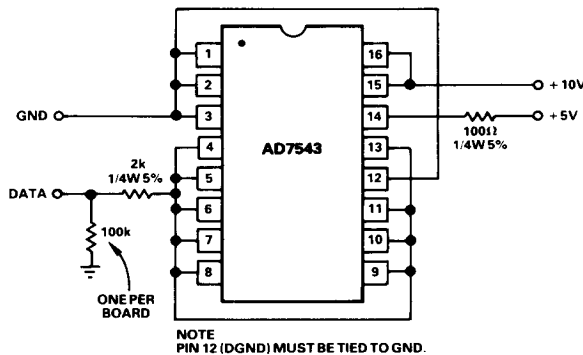 1
2
3
4
5
6
7
8
16
15
14
13
12
11
10
9
AD7543
GND
DATA
2k
1/4W 5%
100k
ONE PER
BOARD
+10V
+5V
100Ω
1/4W 5%
NOTE
PIN 12 (DGND) MUST BE TIED TO GND.